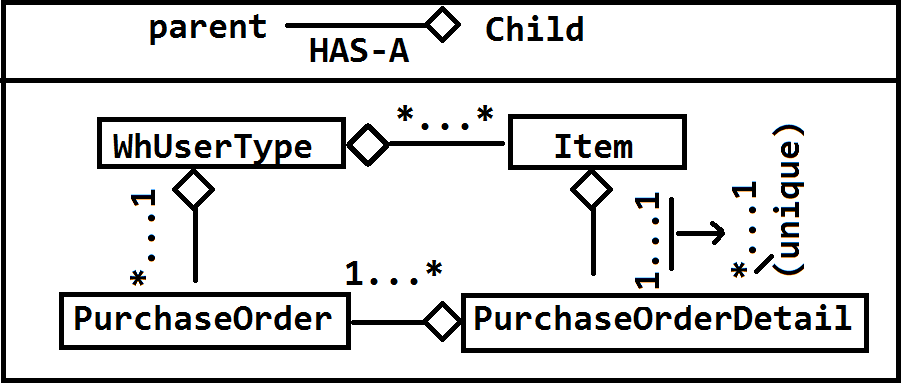 parent
HAS-A
Child
WhUserType
*...*
Item
*...1
1...1
*...1
(unique)
PurchaseOrder
1...*
PurchaseOrderDetail